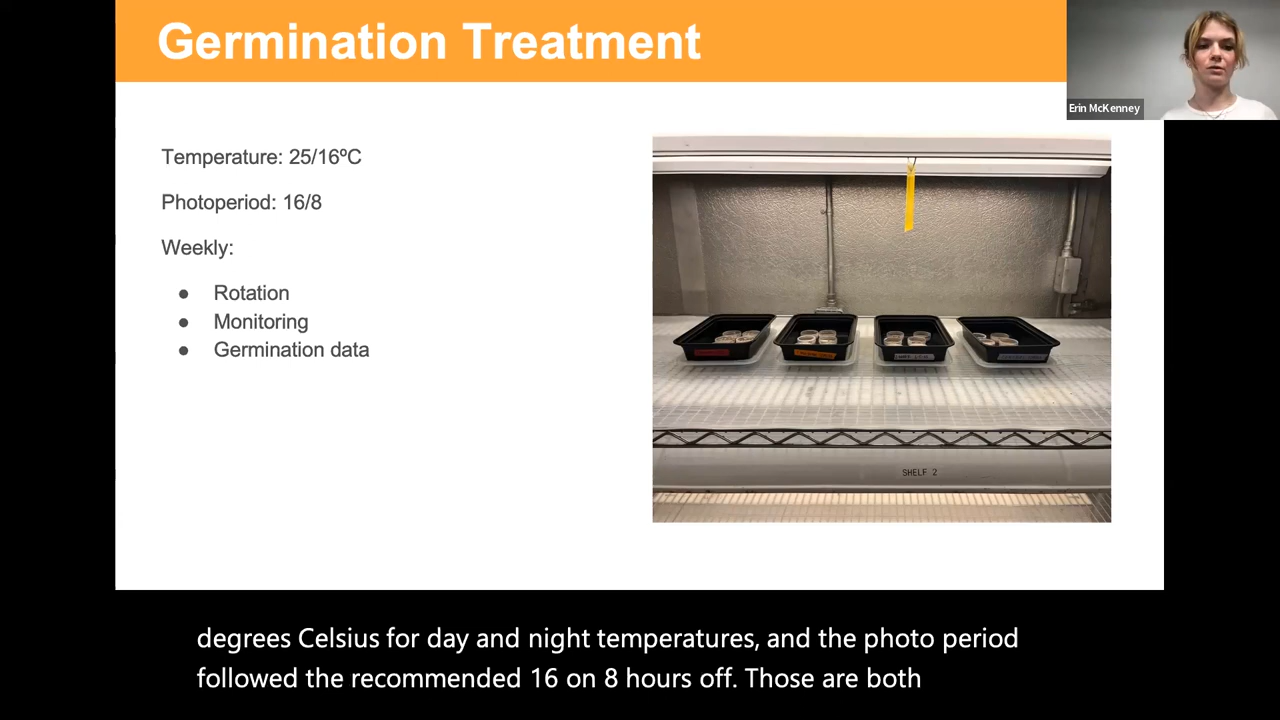 Germination Treatment
Erin McKenney
Temperature: 25/16ºC
Photoperiod: 16/8
Weekly:
● Rotation
● Monitoring
● Germination data
SHELF 2
degrees Celsius for day and night temperatures, and the photo period
followed the recommended 16 on 8 hours off. Those are both